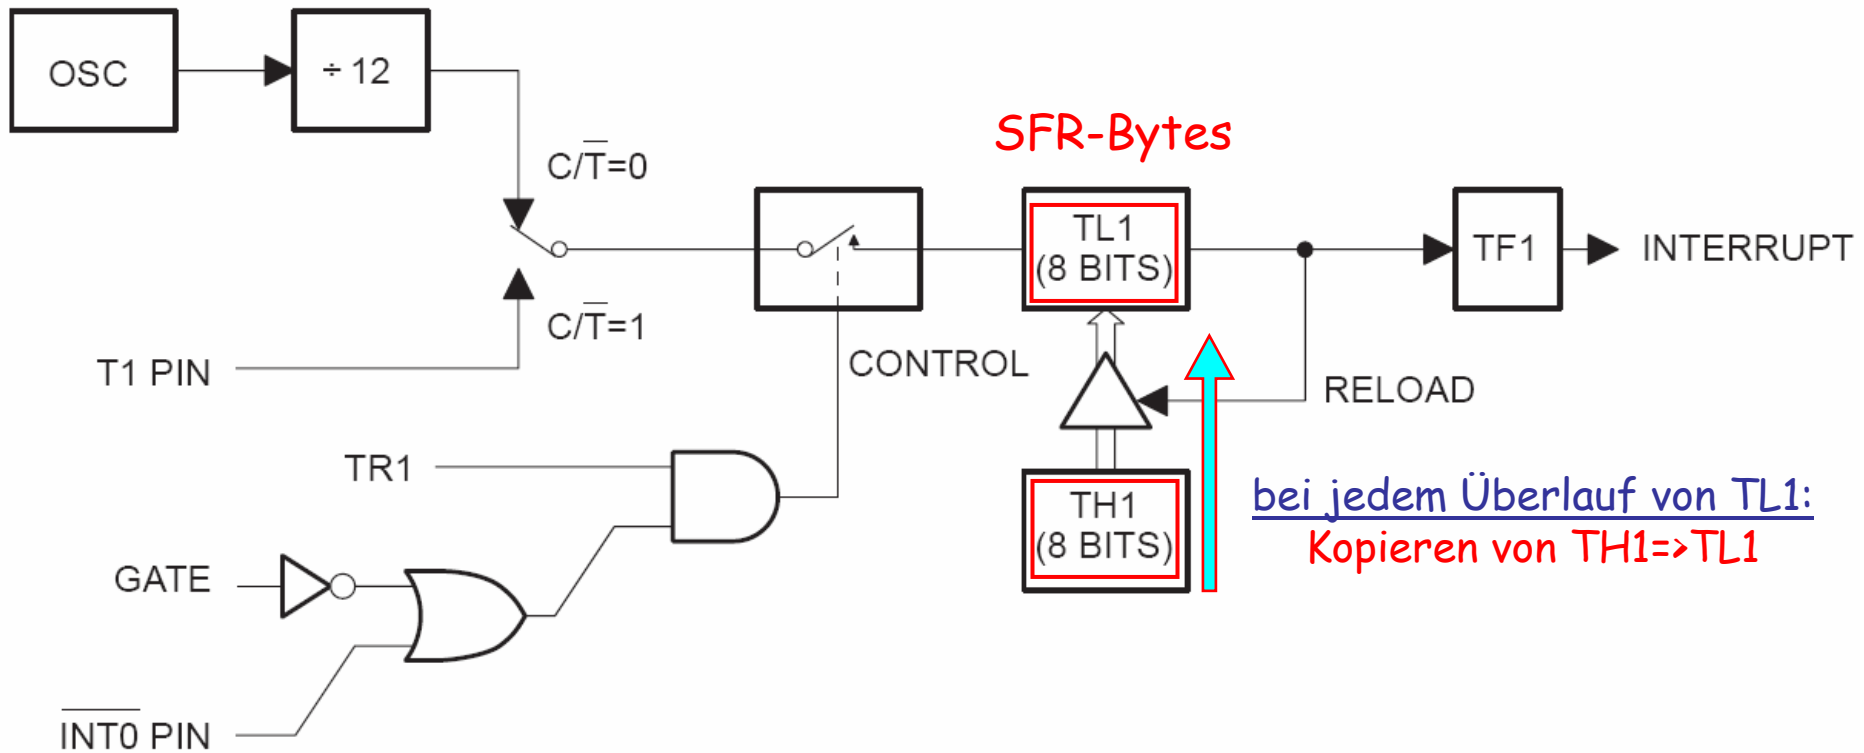 OSC
÷ 12
C/T̅=0
SFR-Bytes
TL1
(8 BITS)
TF1
INTERRUPT
C/T̅=1
T1 PIN
CONTROL
RELOAD
TR1
TH1
(8 BITS)
bei jedem Überlauf von TL1:
Kopieren von TH1=>TL1
GATE
I̅N̅T̅0̅ PIN